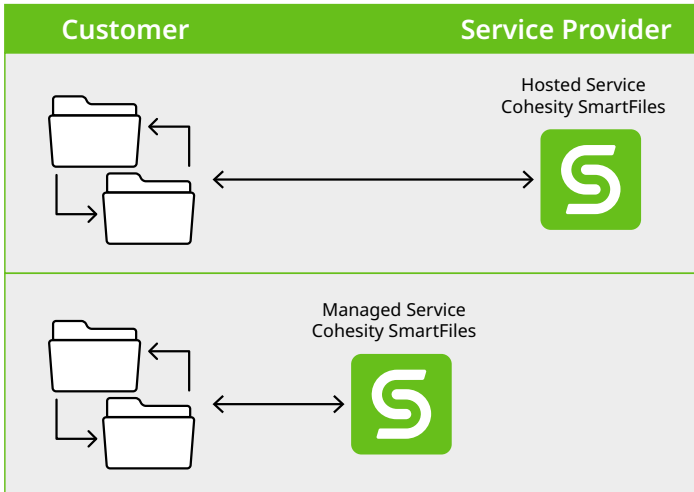 Customer
Service Provider
Hosted Service
Cohesity SmartFiles
Managed Service
Cohesity SmartFiles